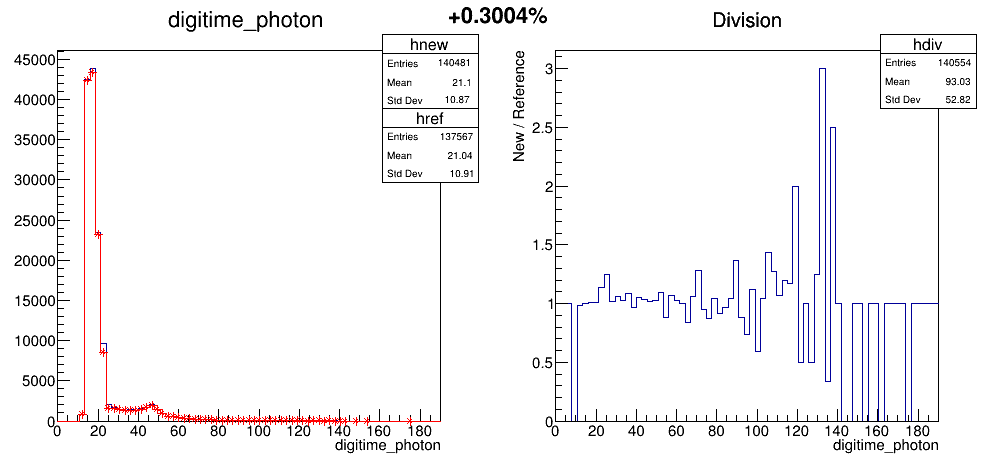 +0.3004%
digitime_photon
hnew
Entries 140481
Mean 21.1
Std Dev 10.87
href
Entries 137567
Mean 21.04
Std Dev 10.91
45000
40000
35000
30000
25000
20000
15000
10000
5000
0
0 20 40 60 80 100 120 140 160 180
digitime_photon
Division
hdiv
Entries 140554
Mean 93.03
Std Dev 52.82
New / Reference
3
2.5
2
1.5
1
0.5
0
0 20 40 60 80 100 120 140 160 180
digitime_photon